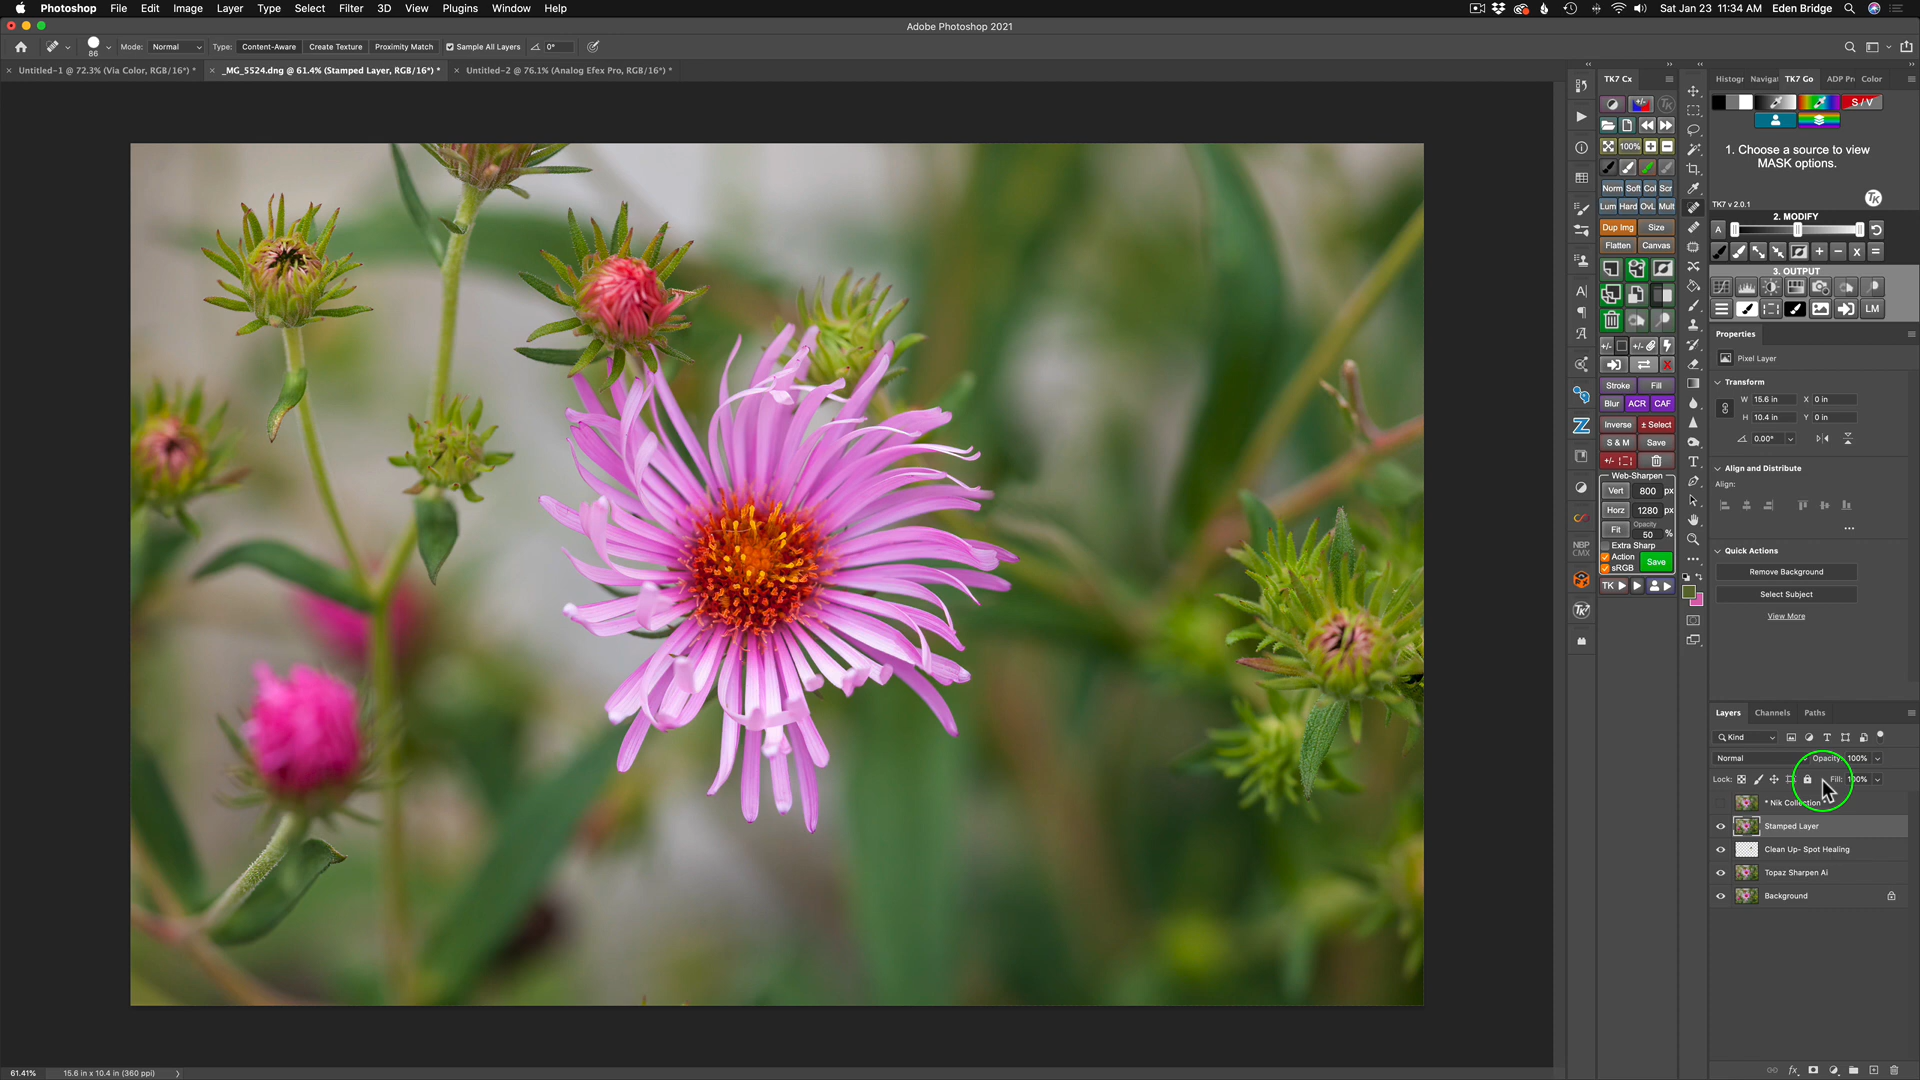 Photoshop File Edit Image Layer Type Select Filter 3D View Plugins Window Help
Sat Jan 23 11:34 AM Eden Bridge
Adobe Photoshop 2021
86
Mode: Normal Type: Content-Aware Create Texture Proximity Match Sample All Layers 0°
Untitled-1 @ 72.3% (Via Color, RGB/16*) *
_MG_5524.dng @ 61.4% (Stamped Layer, RGB/16*) *
Untitled-2 @ 76.1% (Analog Efex Pro, RGB/16*) *
TK7 Cx
100%
Norm Soft Col Scr
Lum Hard OvL Mult
Dup Img Size
Flatten Canvas
Stroke Fill
Blur ACR CAF
Inverse ± Select
S & M Save
Web-Sharpen
Vert 800 px
Horz 1280 px
Fit Opacity 50 %
Extra Sharp
Action
sRGB
Save
TK
NBP
CMX
Histogr Navigat TK7 Go ADP Pr Color
S / V
1. Choose a source to view
MASK options.
TK7 v 2.0.1
TK
2. MODIFY
A
3. OUTPUT
LM
Properties
Pixel Layer
Transform
W 15.6 in X 0 in
H 10.4 in Y 0 in
0.00°
Align and Distribute
Align:
Quick Actions
Remove Background
Select Subject
View More
Layers Channels Paths
Kind
Normal Opacity: 100%
Lock: Fill: 100%
* Nik Collection
Stamped Layer
Clean Up- Spot Healing
Topaz Sharpen Ai
Background
61.41% 15.6 in x 10.4 in (360 ppi)